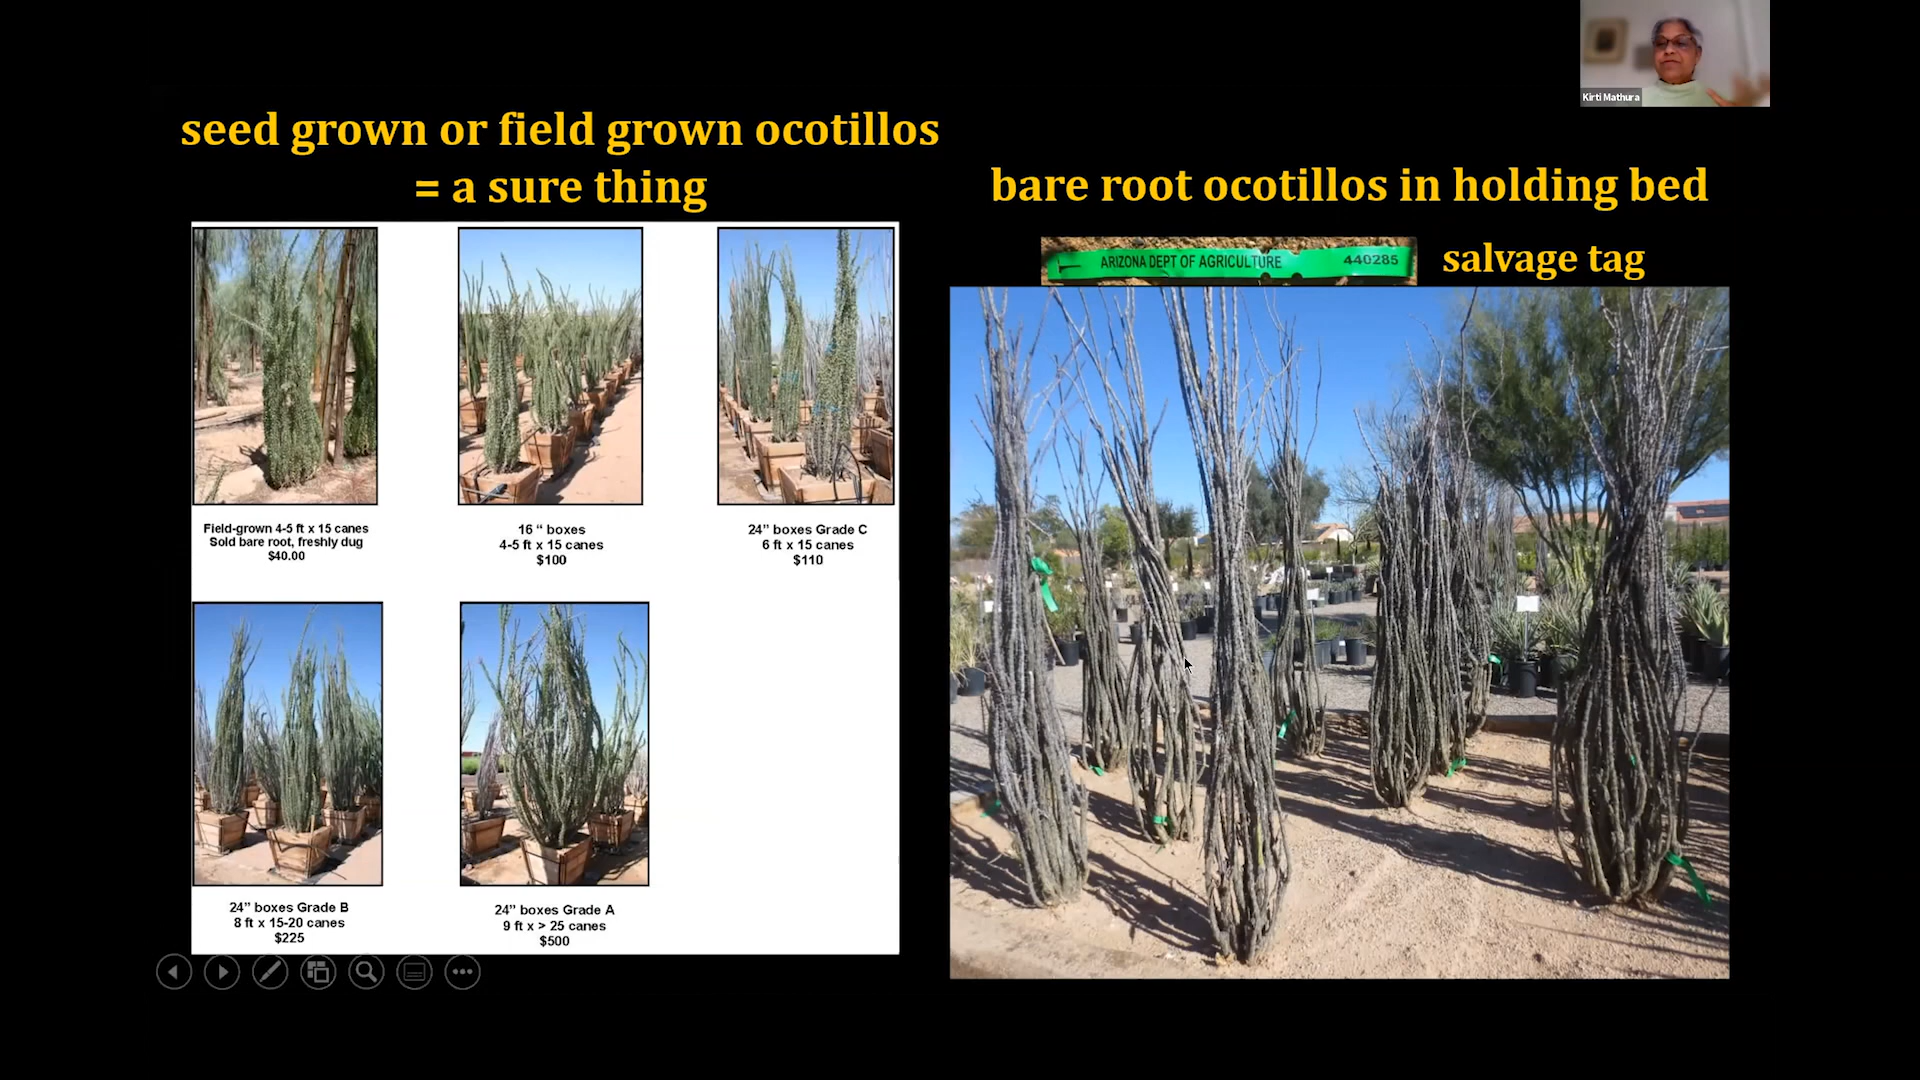 Kirti Mathura
seed grown or field grown ocotillos
= a sure thing
bare root ocotillos in holding bed
ARIZONA DEPT OF AGRICULTURE 440285
salvage tag
Field-grown 4-5 ft x 15 canes
Sold bare root, freshly dug
$40.00
16 “ boxes
4-5 ft x 15 canes
$100
24” boxes Grade C
6 ft x 15 canes
$110
24” boxes Grade B
8 ft x 15-20 canes
$225
24” boxes Grade A
9 ft x > 25 canes
$500